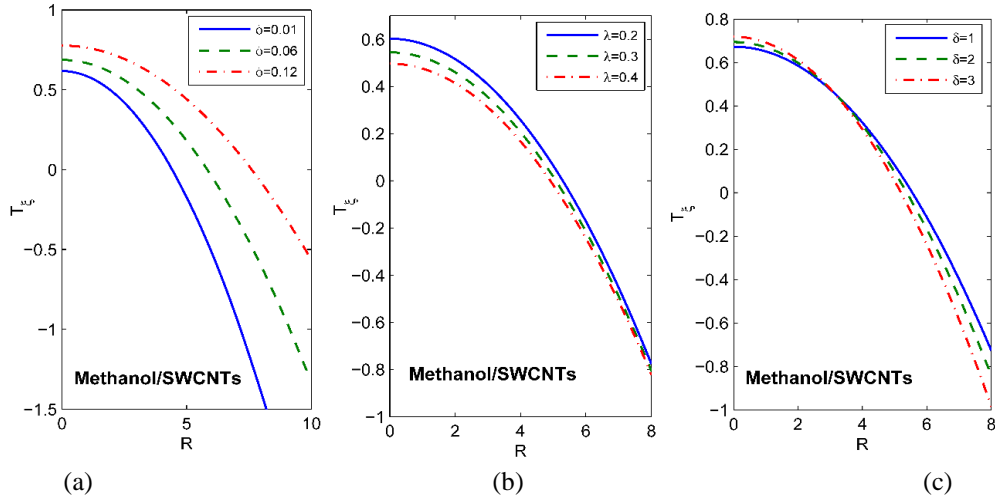 ϕ=0.01
ϕ=0.06
ϕ=0.12
1
0.5
0
−0.5
−1
−1.5
T_ξ
Methanol/SWCNTs
0 5 10
R
(a)
λ=0.2
λ=0.3
λ=0.4
0.6
0.4
0.2
0
−0.2
−0.4
−0.6
−0.8
−1
T_ξ
Methanol/SWCNTs
0 2 4 6 8
R
(b)
δ=1
δ=2
δ=3
0.8
0.6
0.4
0.2
0
−0.2
−0.4
−0.6
−0.8
−1
T_ξ
Methanol/SWCNTs
0 2 4 6 8
R
(c)